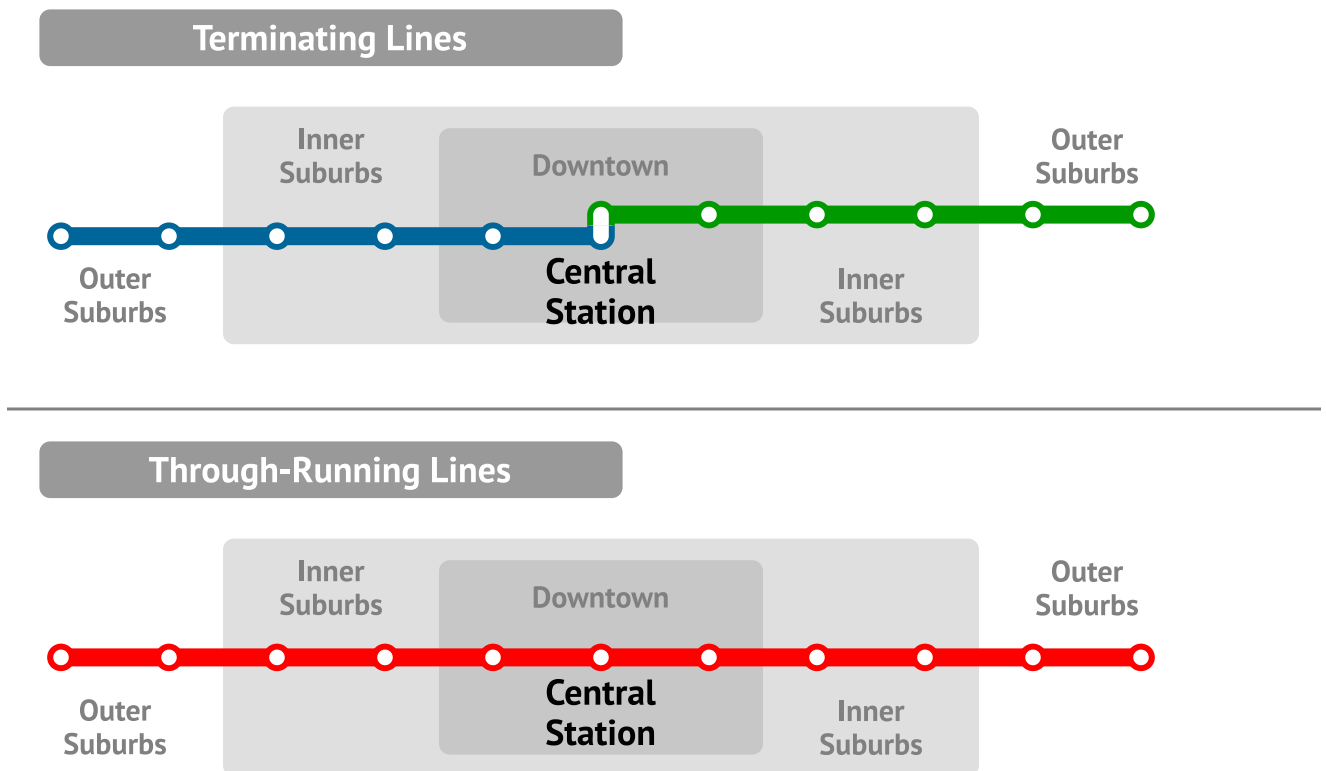 Terminating Lines
Inner
Suburbs
Downtown
Outer
Suburbs
Outer
Suburbs
Central
Station
Inner
Suburbs
Through-Running Lines
Inner
Suburbs
Downtown
Outer
Suburbs
Outer
Suburbs
Central
Station
Inner
Suburbs